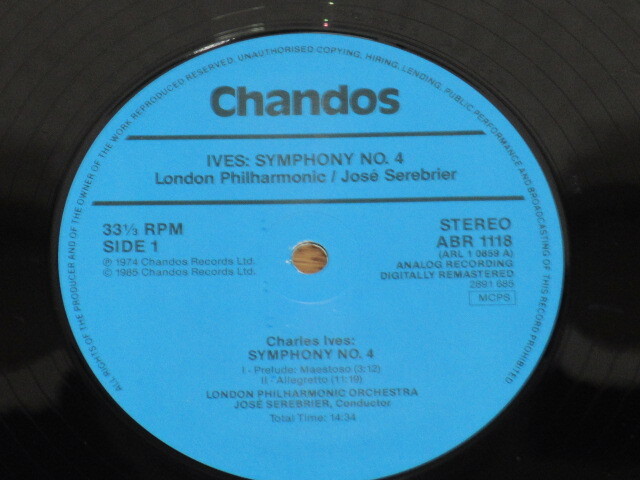 ALL RIGHTS OF THE PRODUCER AND OF THE OWNER OF THE WORK REPRODUCED RESERVED. UNAUTHORISED COPYING, HIRING, LENDING, PUBLIC PERFORMANCE AND BROADCASTING OF THIS RECORD PROHIBITED
Chandos
IVES: SYMPHONY NO. 4
London Philharmonic / José Serebrier
33⅓ RPM
SIDE 1
℗ 1974 Chandos Records Ltd.
© 1985 Chandos Records Ltd.
STEREO
ABR 1118
(ARL 1 0859 A)
ANALOG RECORDING
DIGITALLY REMASTERED
2891 685
MCPS
Charles Ives:
SYMPHONY NO. 4
I - Prelude: Maestoso (3:12)
II - Allegretto (11:19)
LONDON PHILHARMONIC ORCHESTRA
JOSÉ SEREBRIER, Conductor
Total Time: 14:34